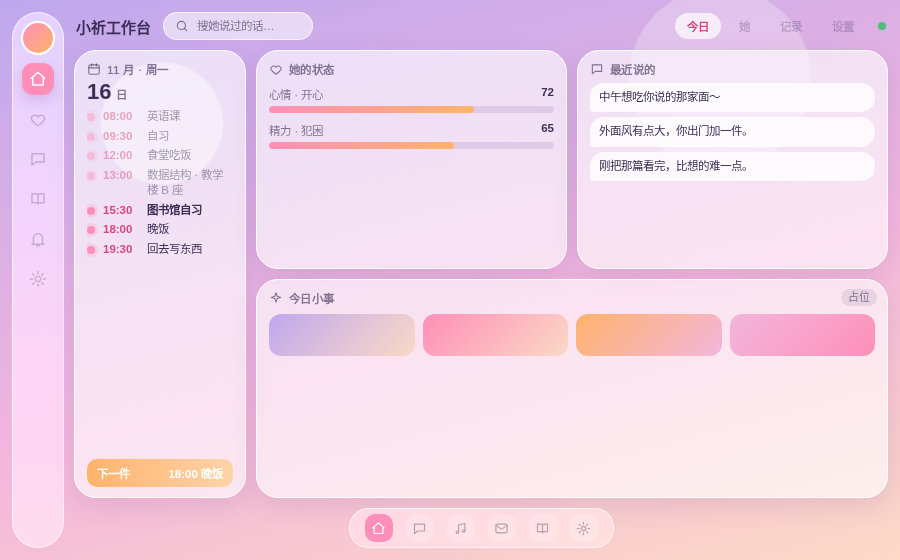 小祈工作台
搜她说过的话…
今日
她
记录
设置
11 月 · 周一
16 日
08:00 英语课
09:30 自习
12:00 食堂吃饭
13:00 数据结构 · 教学
楼 B 座
15:30 图书馆自习
18:00 晚饭
19:30 回去写东西
下一件 18:00 晚饭
她的状态
心情 · 开心 72
精力 · 犯困 65
最近说的
中午想吃你说的那家面～
外面风有点大，你出门加一件。
刚把那篇看完，比想的难一点。
今日小事
占位